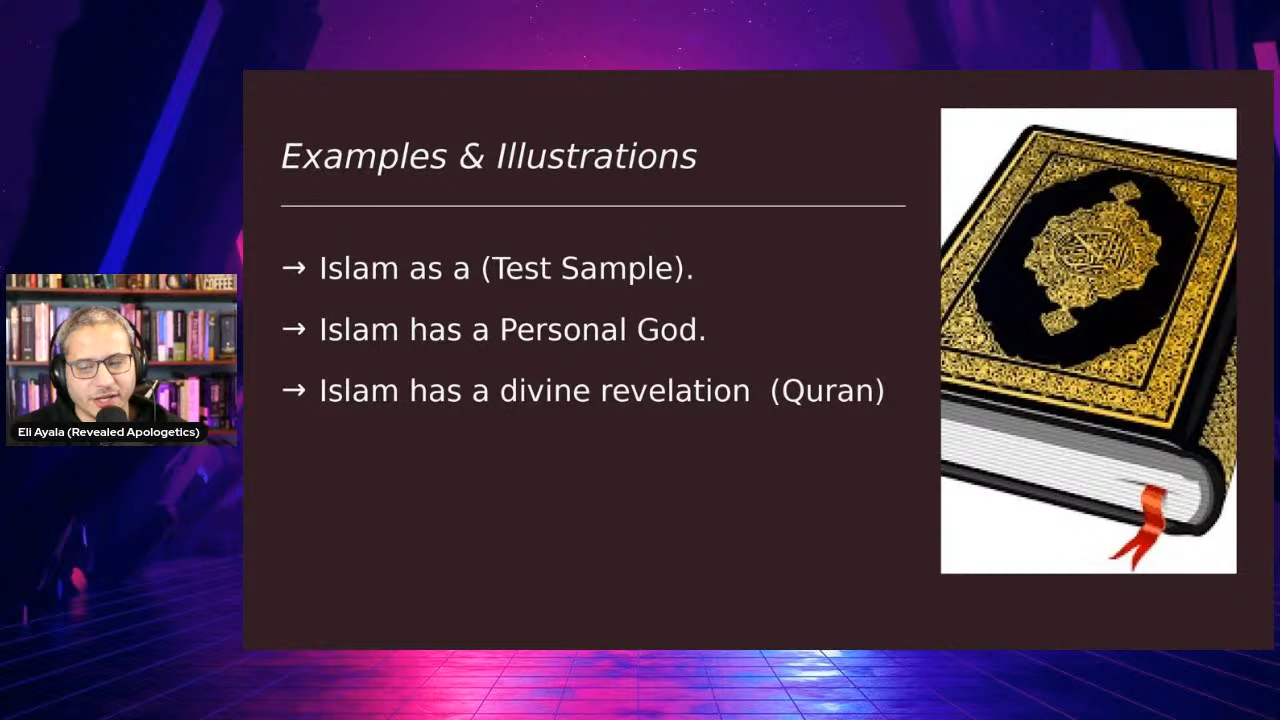 Examples & Illustrations
→ Islam as a (Test Sample).
→ Islam has a Personal God.
→ Islam has a divine revelation  (Quran)
COFFEE
Eli Ayala (Revealed Apologetics)